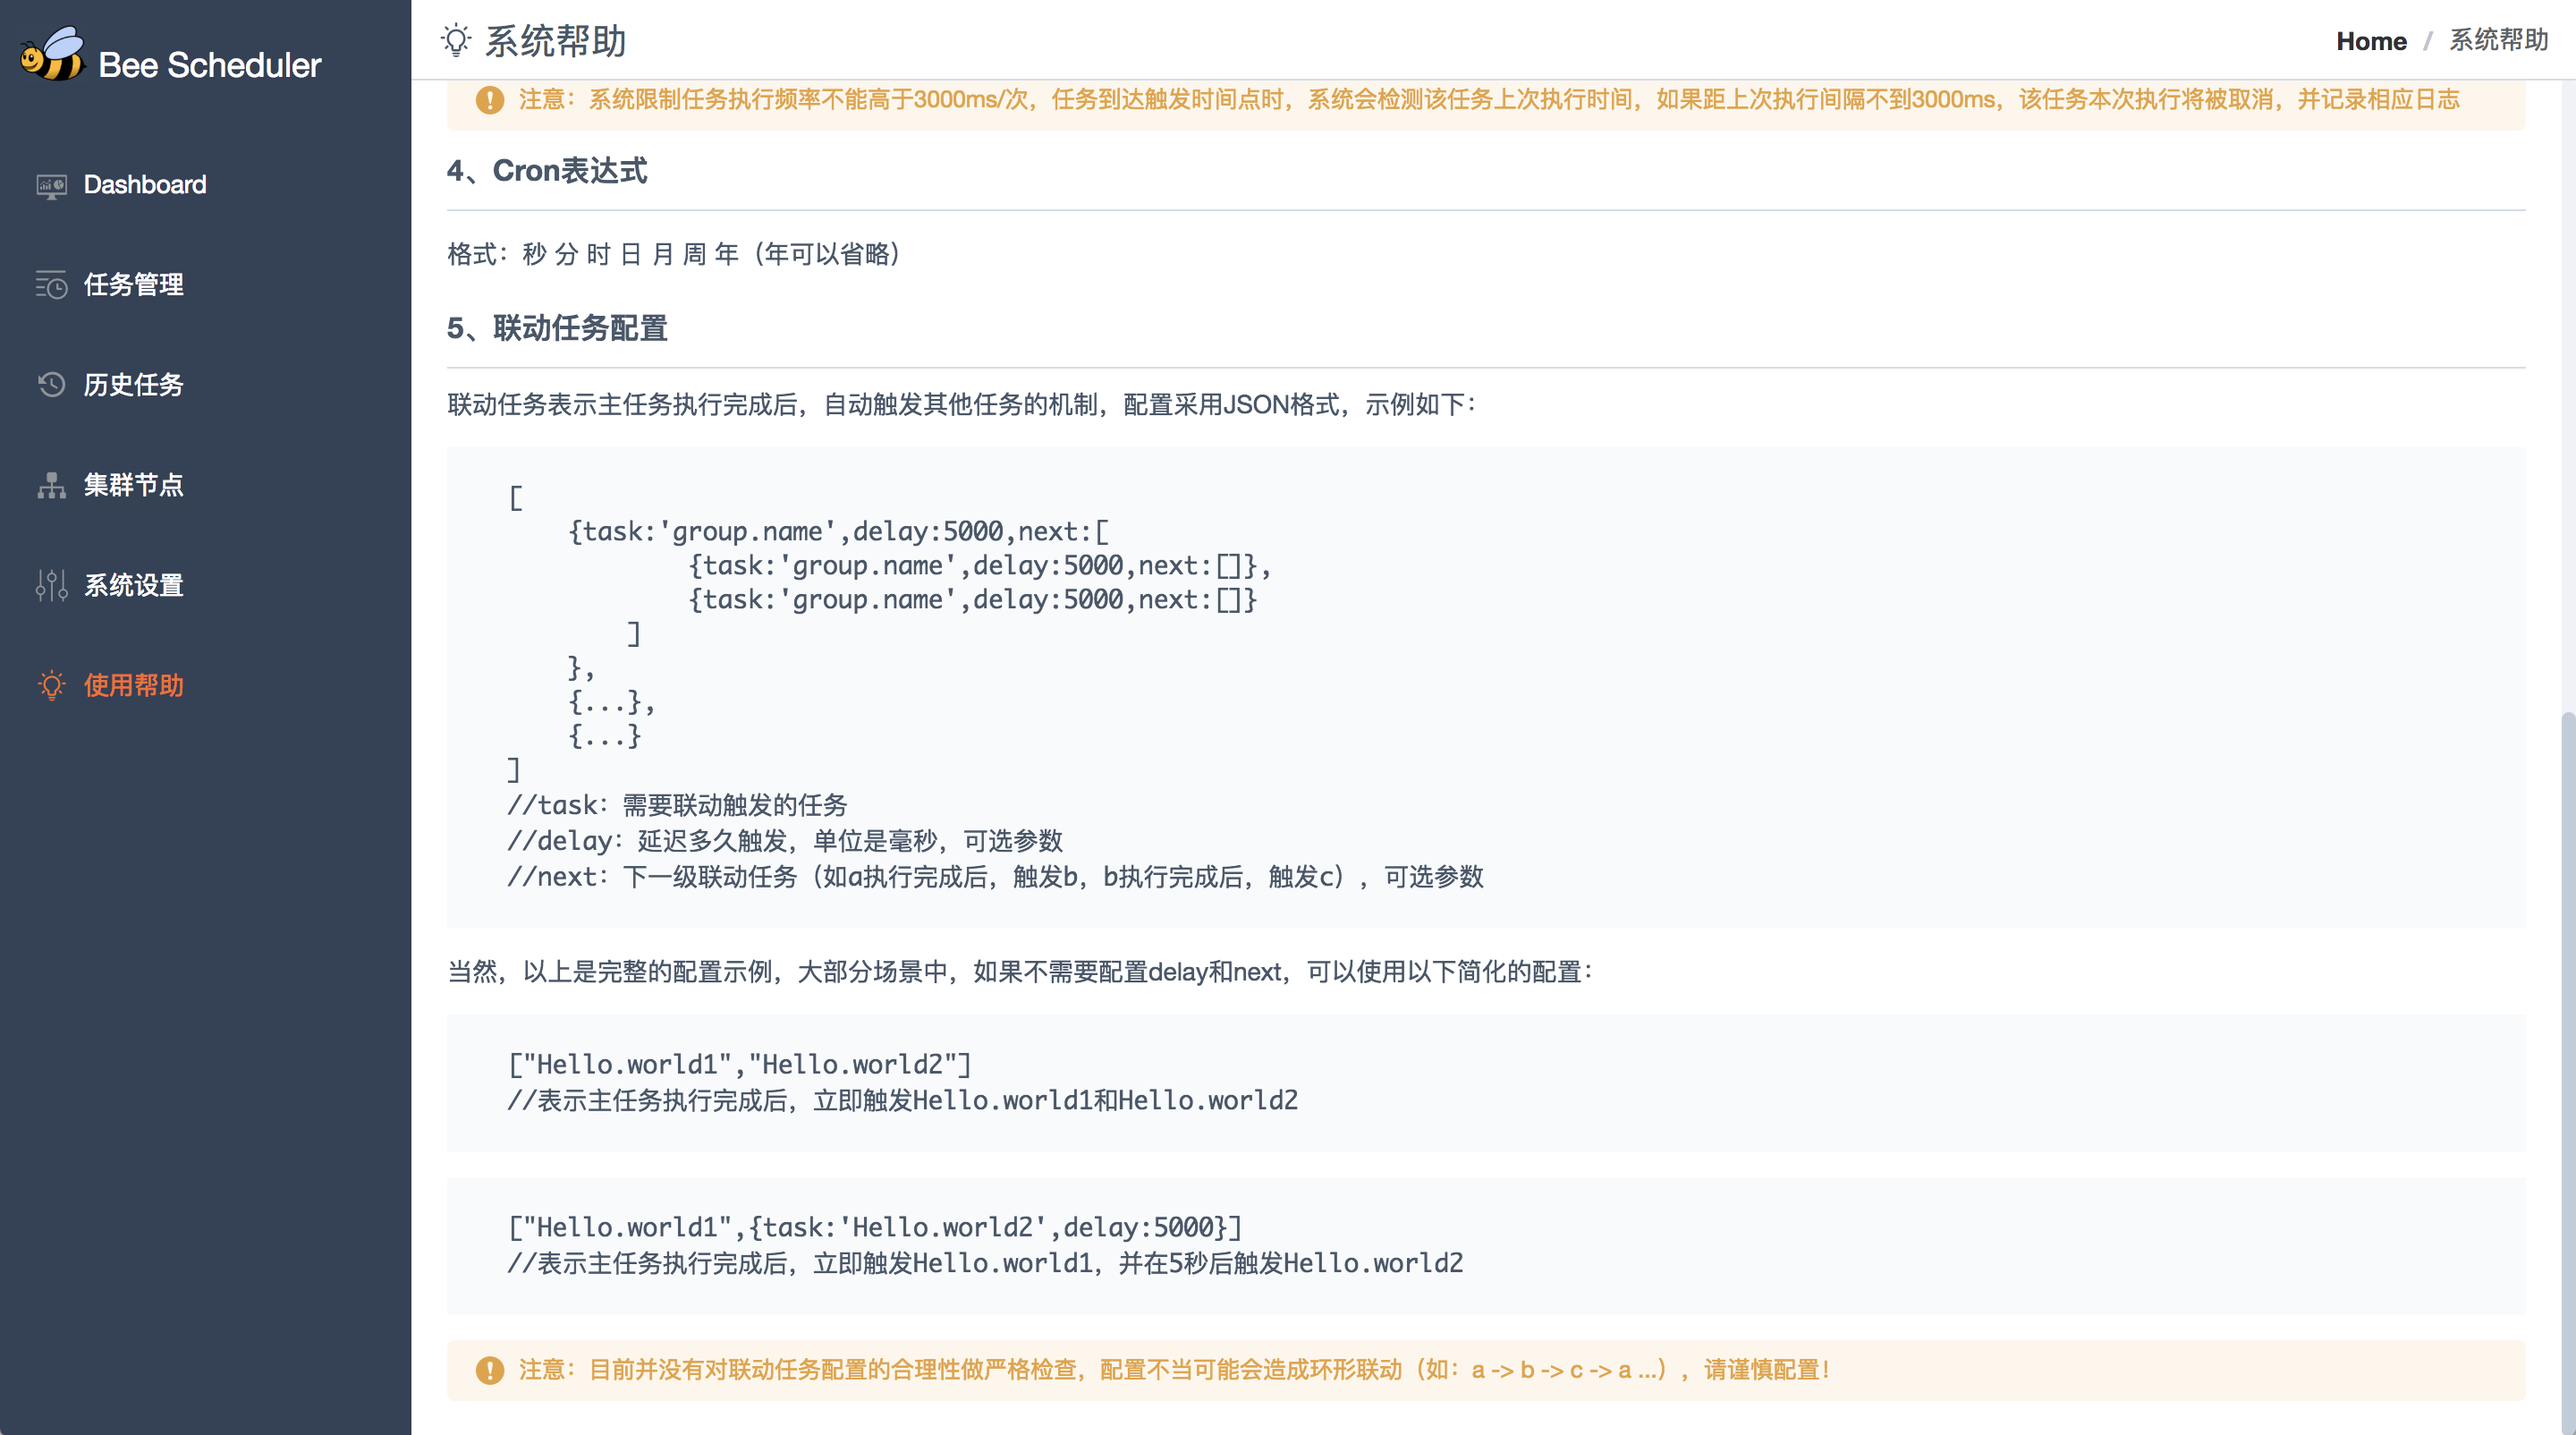 Bee Scheduler
Dashboard
任务管理
历史任务
集群节点
系统设置
使用帮助
系统帮助
Home / 系统帮助
注意：系统限制任务执行频率不能高于3000ms/次，任务到达触发时间点时，系统会检测该任务上次执行时间，如果距上次执行间隔不到3000ms，该任务本次执行将被取消，并记录相应日志
4、Cron表达式
格式：秒 分 时 日 月 周 年（年可以省略）
5、联动任务配置
联动任务表示主任务执行完成后，自动触发其他任务的机制，配置采用JSON格式，示例如下：
[
    {task:'group.name',delay:5000,next:[
            {task:'group.name',delay:5000,next:[]},
            {task:'group.name',delay:5000,next:[]}
        ]
    },
    {...},
    {...}
]
//task：需要联动触发的任务
//delay：延迟多久触发，单位是毫秒，可选参数
//next：下一级联动任务（如a执行完成后，触发b，b执行完成后，触发c），可选参数
当然，以上是完整的配置示例，大部分场景中，如果不需要配置delay和next，可以使用以下简化的配置：
["Hello.world1","Hello.world2"]
//表示主任务执行完成后，立即触发Hello.world1和Hello.world2
["Hello.world1",{task:'Hello.world2',delay:5000}]
//表示主任务执行完成后，立即触发Hello.world1，并在5秒后触发Hello.world2
注意：目前并没有对联动任务配置的合理性做严格检查，配置不当可能会造成环形联动（如：a -> b -> c -> a ...），请谨慎配置！